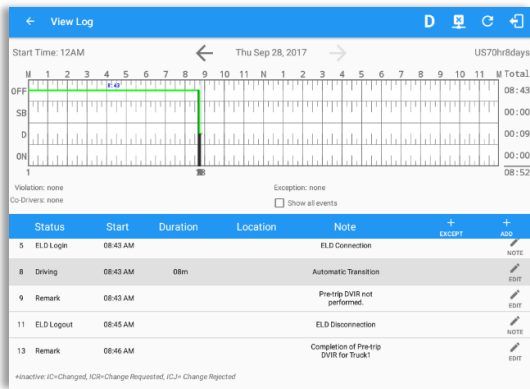 View Log
D
Start Time: 12AM
Thu Sep 28, 2017
US70hr8days
M 1 2 3 4 5 6 7 8 9 10 11 N 1 2 3 4 5 6 7 8 9 10 11 M Total
8:43
OFF 08:43
SB 00:00
D 00:09
ON 00:00
1 08:52
Violation: none
Exception: none
Co-Drivers: none
Show all events
Status Start Duration Location Note + EXCEPT + ADD
5 ELD Login 08:43 AM ELD Connection NOTE
8 Driving 08:43 AM 08m Automatic Transition EDIT
9 Remark 08:43 AM Pre-trip DVIR not
performed. EDIT
11 ELD Logout 08:45 AM ELD Disconnection NOTE
13 Remark 08:46 AM Completion of Pre-trip
DVIR for Truck1 EDIT
+Inactive: IC=Changed, ICR=Change Requested, ICJ= Change Rejected